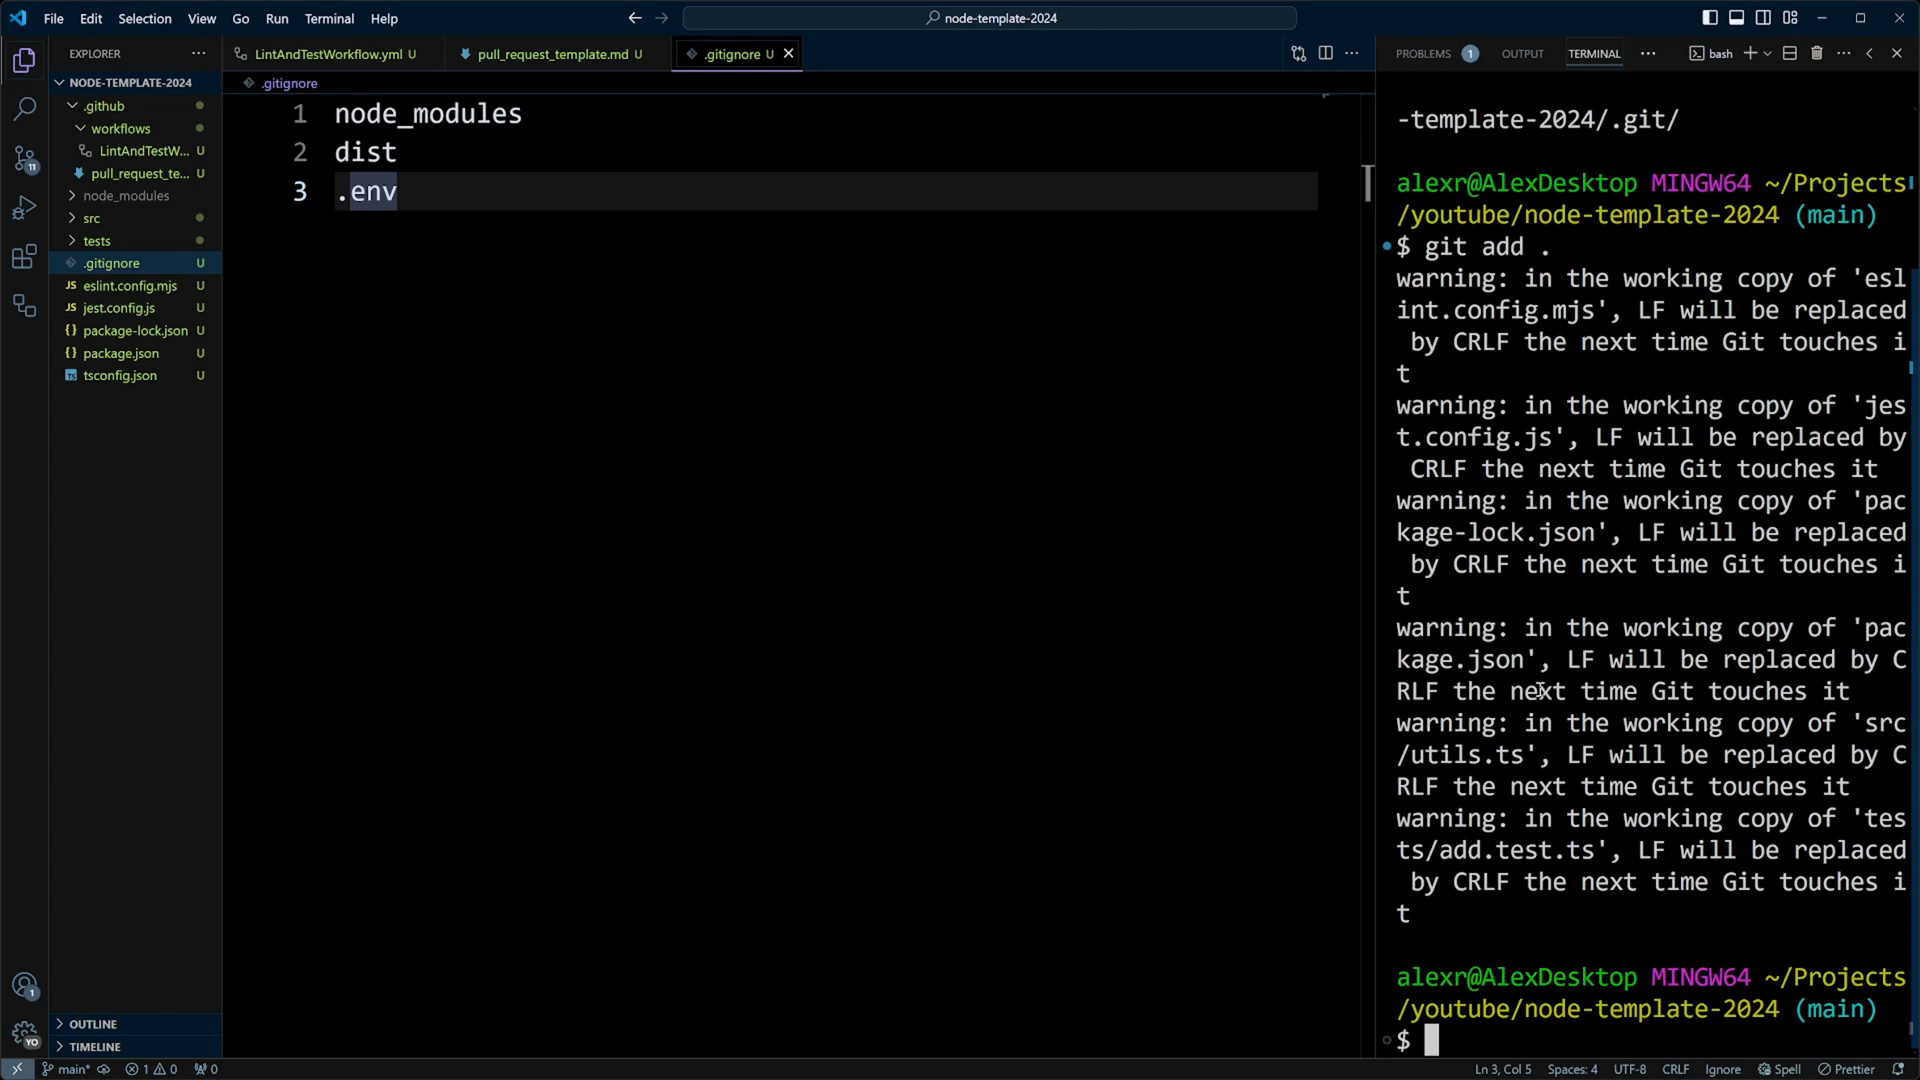 File Edit Selection View Go Run Terminal Help
node-template-2024
EXPLORER
NODE-TEMPLATE-2024
.github
workflows
LintAndTestW... U
pull_request_te... U
node_modules
src
tests
.gitignore U
JS eslint.config.mjs U
JS jest.config.js U
{} package-lock.json U
{} package.json U
TS tsconfig.json U
11
1
YO
OUTLINE
TIMELINE
LintAndTestWorkflow.yml U
pull_request_template.md U
.gitignore U
.gitignore
1 node_modules
2 dist
3 .env
PROBLEMS 1 OUTPUT TERMINAL
bash
-template-2024/.git/
alexr@AlexDesktop MINGW64 ~/Projects
/youtube/node-template-2024 (main)
$ git add .
warning: in the working copy of 'esl
int.config.mjs', LF will be replaced
by CRLF the next time Git touches i
t
warning: in the working copy of 'jes
t.config.js', LF will be replaced by
CRLF the next time Git touches it
warning: in the working copy of 'pac
kage-lock.json', LF will be replaced
by CRLF the next time Git touches i
t
warning: in the working copy of 'pac
kage.json', LF will be replaced by C
RLF the next time Git touches it
warning: in the working copy of 'src
/utils.ts', LF will be replaced by C
RLF the next time Git touches it
warning: in the working copy of 'tes
ts/add.test.ts', LF will be replaced
by CRLF the next time Git touches i
t
alexr@AlexDesktop MINGW64 ~/Projects
/youtube/node-template-2024 (main)
$
main* 1 0 0
Ln 3, Col 5 Spaces: 4 UTF-8 CRLF Ignore Spell Prettier